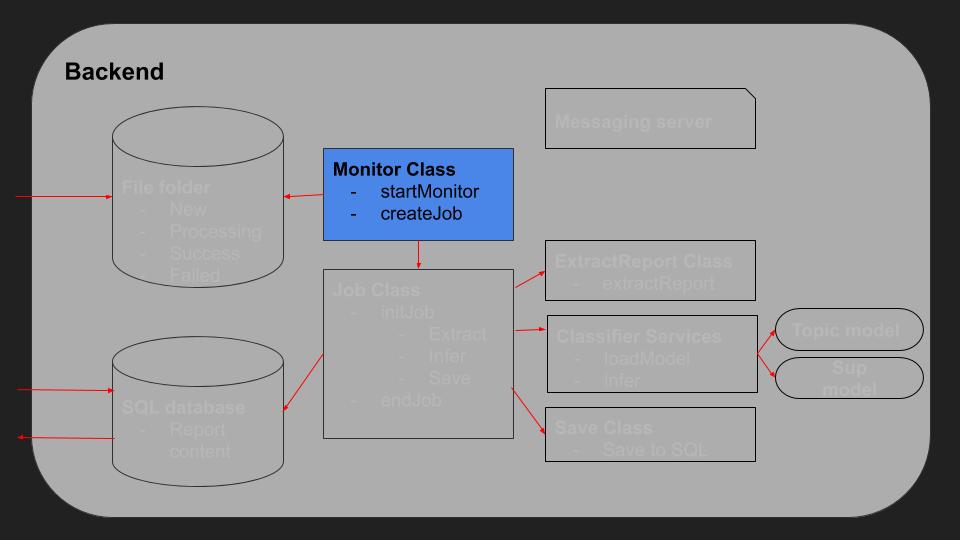 Backend
File folder
- New
- Processing
- Success
- Failed
Monitor Class
- startMonitor
- createJob
Messaging server
Job Class
- initJob
- Extract
- Infer
- Save
- endJob
ExtractReport Class
- extractReport
Classifier Services
- loadModel
- infer
Topic model
Sup
model
SQL database
- Report
content
Save Class
- Save to SQL